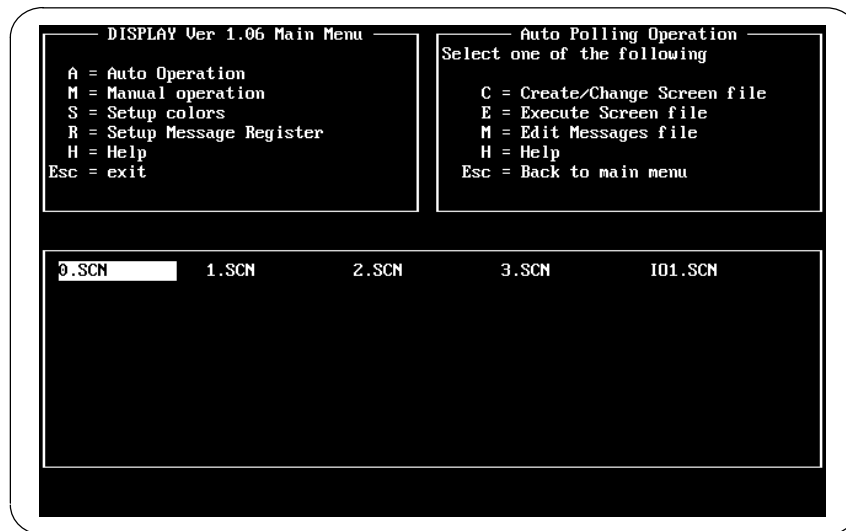 DISPLAY Ver 1.06 Main Menu
A = Auto Operation
M = Manual operation
S = Setup colors
R = Setup Message Register
H = Help
Esc = exit
Auto Polling Operation
Select one of the following
C = Create/Change Screen file
E = Execute Screen file
M = Edit Messages file
H = Help
Esc = Back to main menu
0.SCN 1.SCN 2.SCN 3.SCN IO1.SCN